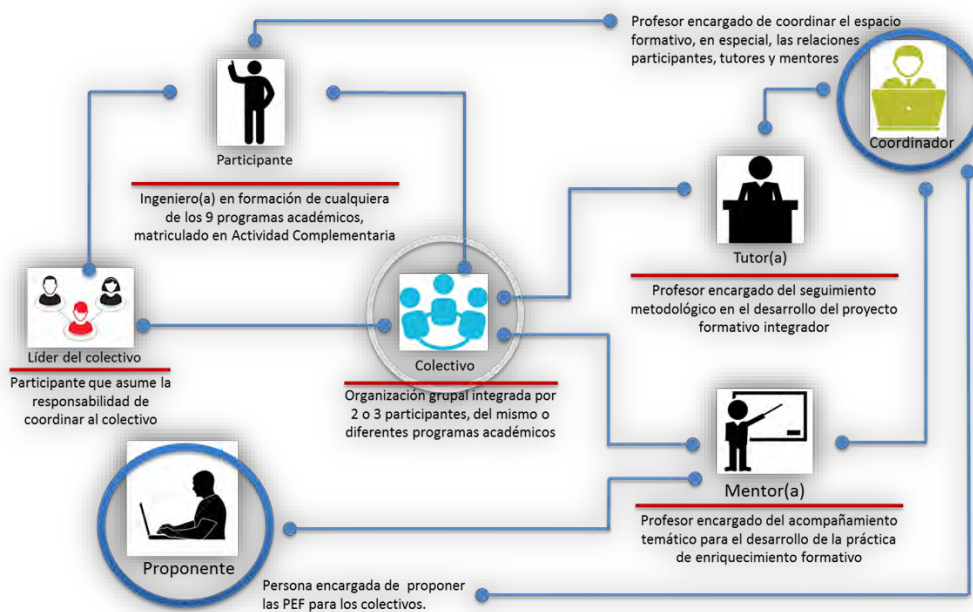 Profesor encargado de coordinar el espacio
formativo, en especial, las relaciones
participantes, tutores y mentores
Coordinador
Participante
Ingeniero(a) en formación de cualquiera
de los 9 programas académicos,
matriculado en Actividad Complementaria
Tutor(a)
Profesor encargado del seguimiento
metodológico en el desarrollo del proyecto
formativo integrador
Líder del colectivo
Participante que asume la
responsabilidad de
coordinar al colectivo
Colectivo
Organización grupal integrada por
2 o 3 participantes, del mismo o
diferentes programas académicos
Mentor(a)
Profesor encargado del acompañamiento
temático para el desarrollo de la práctica
de enriquecimiento formativo
Proponente
Persona encargada de proponer
las PEF para los colectivos.